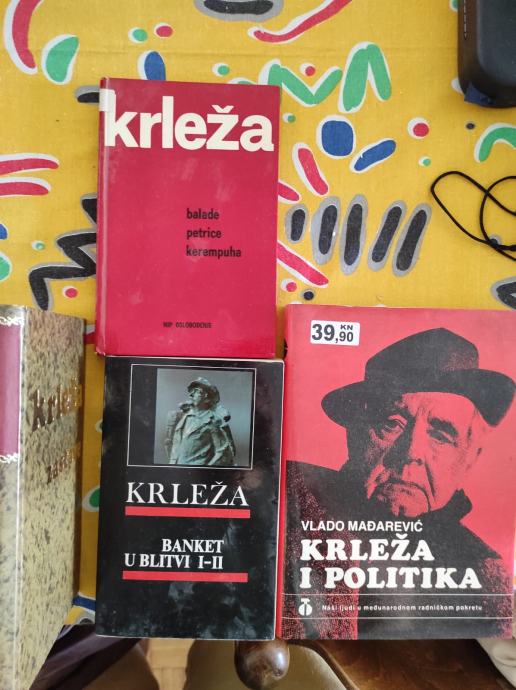 krleža
balade
petrice
kerempuha
NIP OSLOBOĐENJE
krleža
KRLEŽA
BANKET
U BLITVI I-II
39,90 KN
VLADO MAĐAREVIĆ
KRLEŽA
I POLITIKA
Naši ljudi u međunarodnom radničkom pokretu